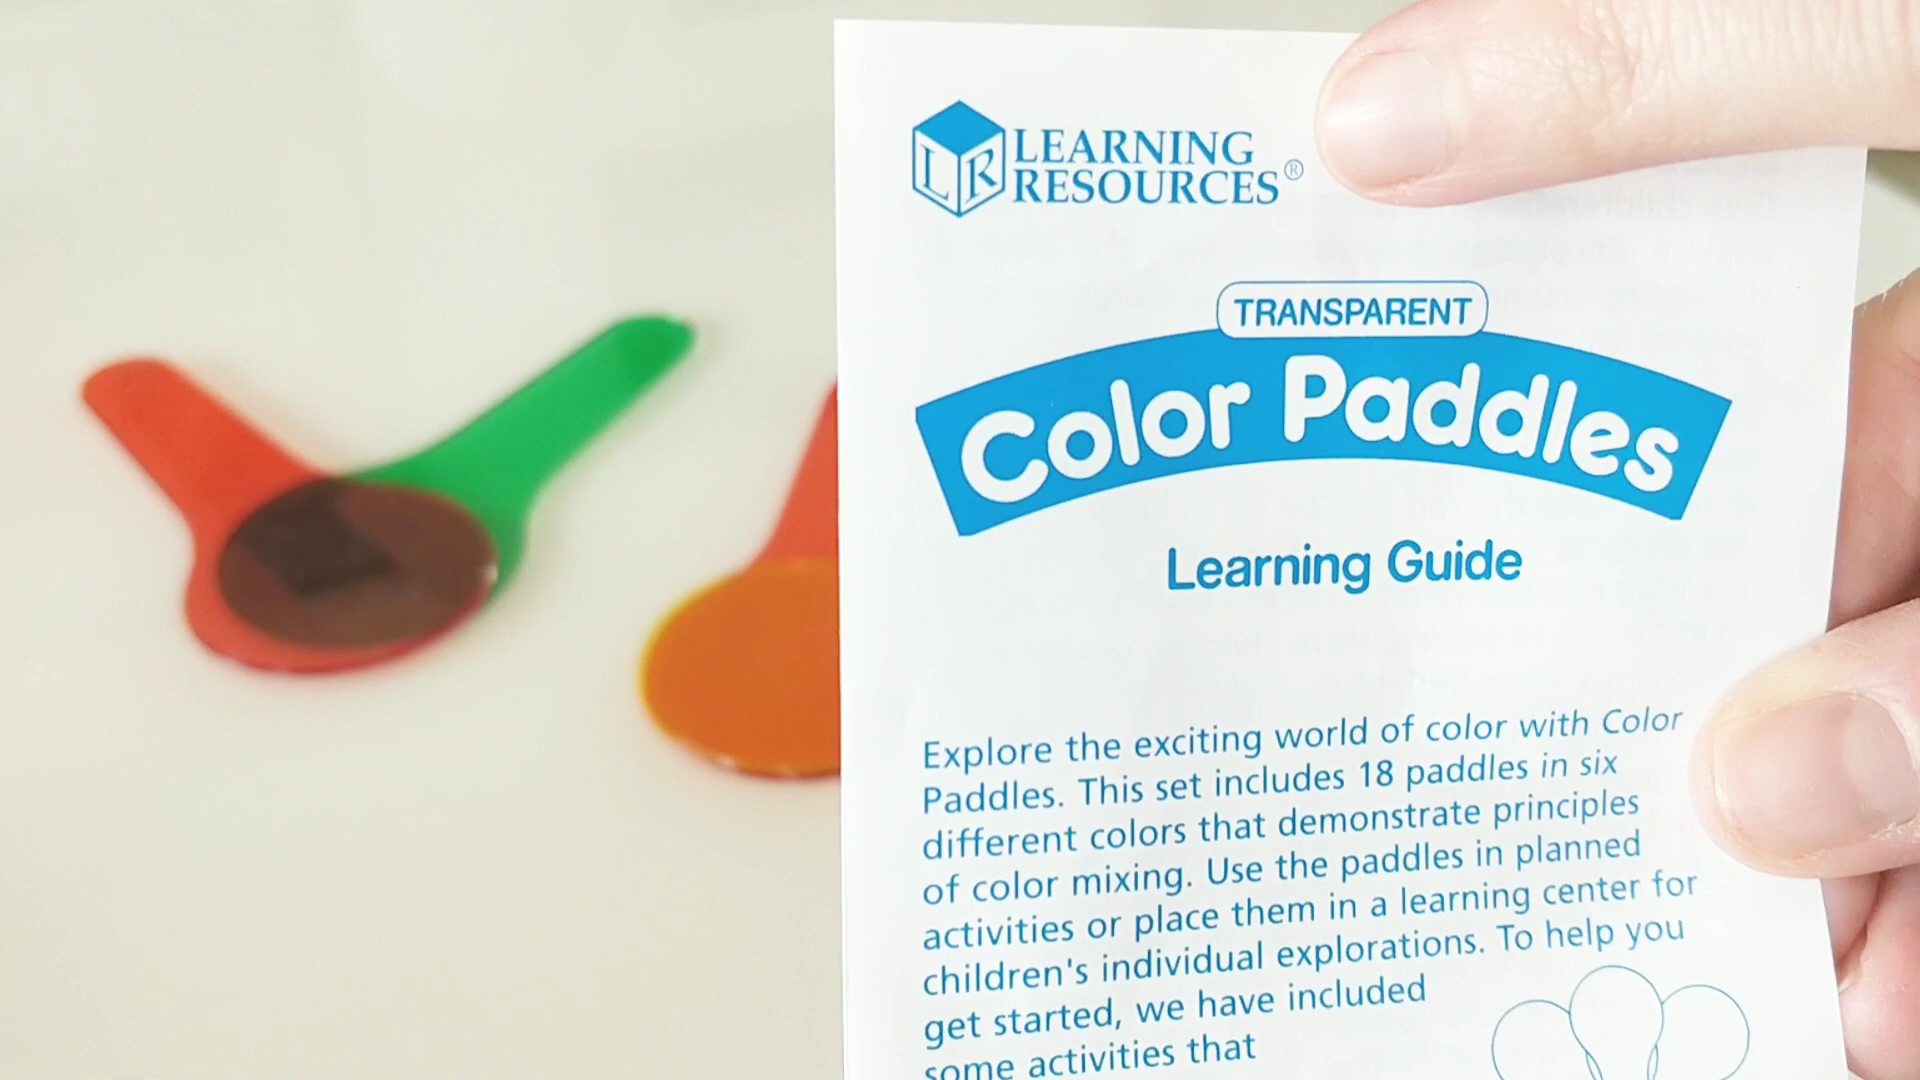 LR LEARNING
RESOURCES®
TRANSPARENT
Color Paddles
Learning Guide
Explore the exciting world of color with Color
Paddles. This set includes 18 paddles in six
different colors that demonstrate principles
of color mixing. Use the paddles in planned
activities or place them in a learning center for
children's individual explorations. To help you
get started, we have included
some activities that